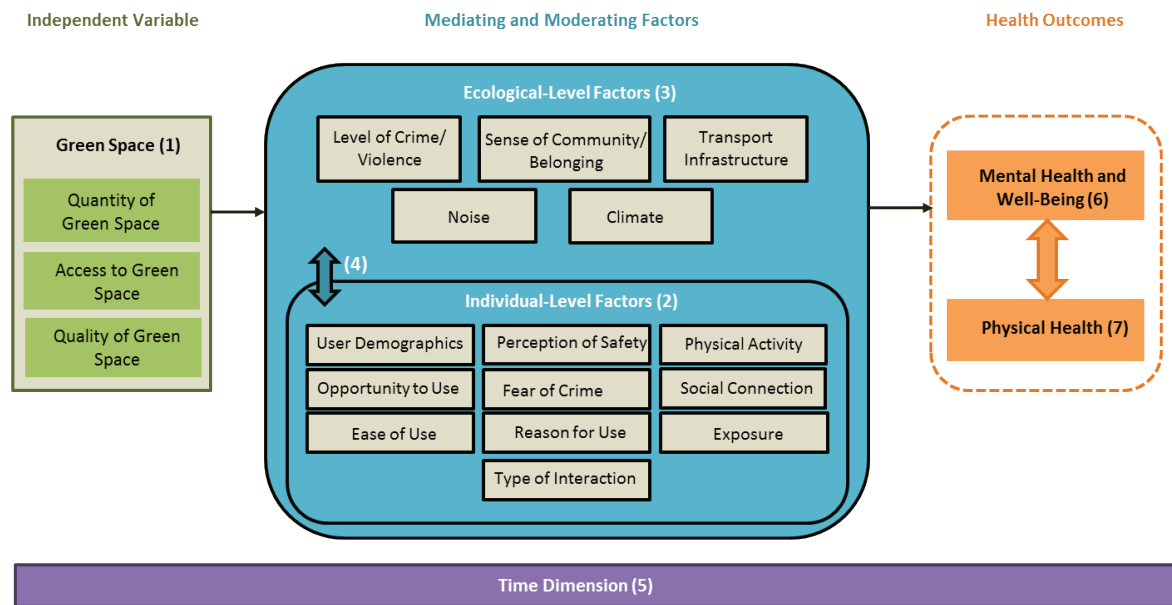 Independent Variable
Mediating and Moderating Factors
Health Outcomes
Green Space (1)
Quantity of
Green Space
Access to Green
Space
Quality of Green
Space
Ecological-Level Factors (3)
Level of Crime/
Violence
Sense of Community/
Belonging
Transport
Infrastructure
Noise
Climate
(4)
Individual-Level Factors (2)
User Demographics
Perception of Safety
Physical Activity
Opportunity to Use
Fear of Crime
Social Connection
Ease of Use
Reason for Use
Exposure
Type of Interaction
Mental Health and
Well-Being (6)
Physical Health (7)
Time Dimension (5)